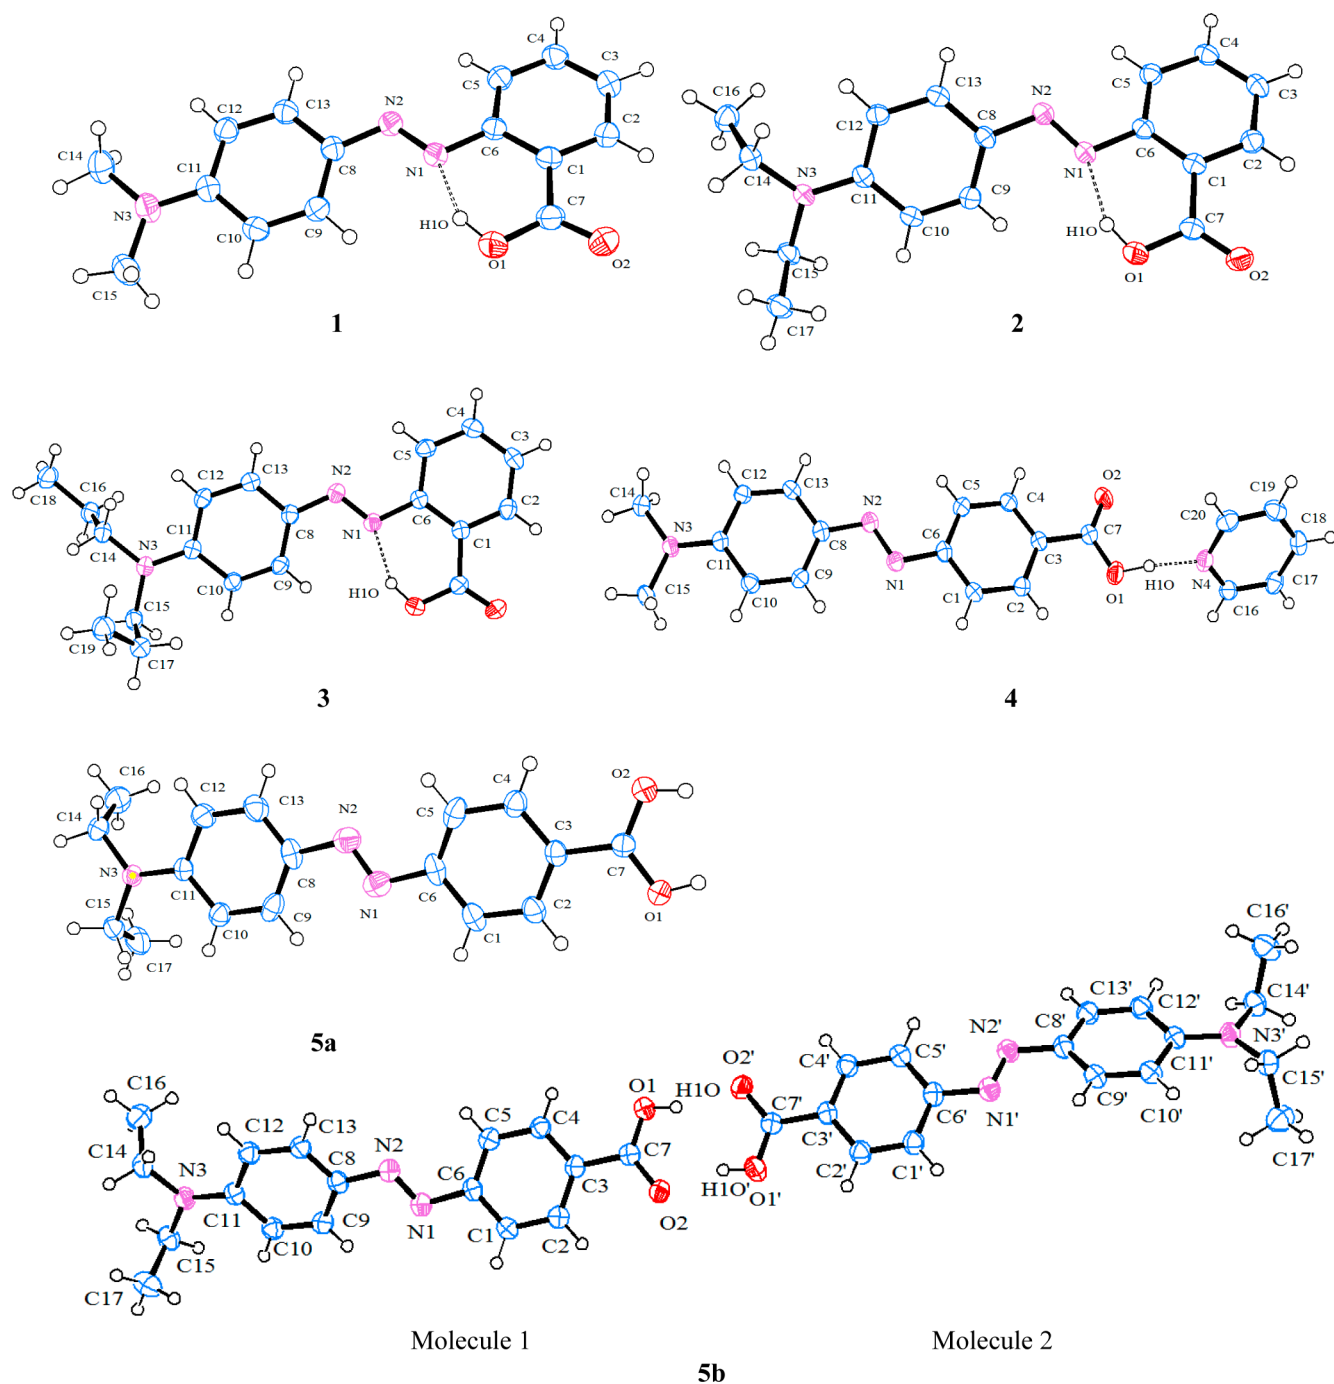 C4
C3
C5
C2
C13
N2
C12
C6
C1
C14
C11
C8
N1
C7
N3
H1O
C10
C9
O1
O2
C15
1
C4
C5
C3
C13
N2
C16
C12
C8
C6
C2
N1
C1
C14
N3
C11
C9
C7
C10
H1O
C15
O1
O2
C17
2
C4
C3
C5
C2
N2
C13
C12
C16
C18
N1
C6
C1
C11
C8
N3
C14
C9
C10
H1O
C15
C19
C17
3
C12
C13
C14
N2
C5
C4
O2
C19
C20
C18
N3
C7
C11
C8
C6
C3
N1
C9
C15
C10
C1
C2
O1
H1O
N4
C17
C16
4
C16
C12
C13
C4
O2
N2
C5
C14
C3
N3
C11
C8
C7
C6
N1
C2
O1
C15
C9
C10
C1
C17
5a
C16'
C13'
C12'
C14'
N2'
C8'
N3'
C5'
C4'
O2'
H1O
C11'
C15'
C7'
C9'
C6'
C3'
N1'
C10'
C2'
C1'
H1O'
O1'
C17'
C16
O1
C12
C13
C5
C4
C14
N2
C8
C7
N3
C6
C3
C11
C9
O2
N1
C10
C1
C2
C15
C17
Molecule 1
Molecule 2
5b